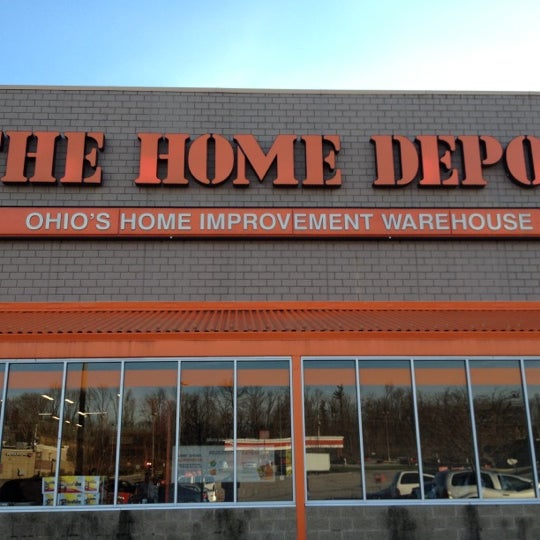 THE HOME DEPO
OHIO'S HOME IMPROVEMENT WAREHOUSE